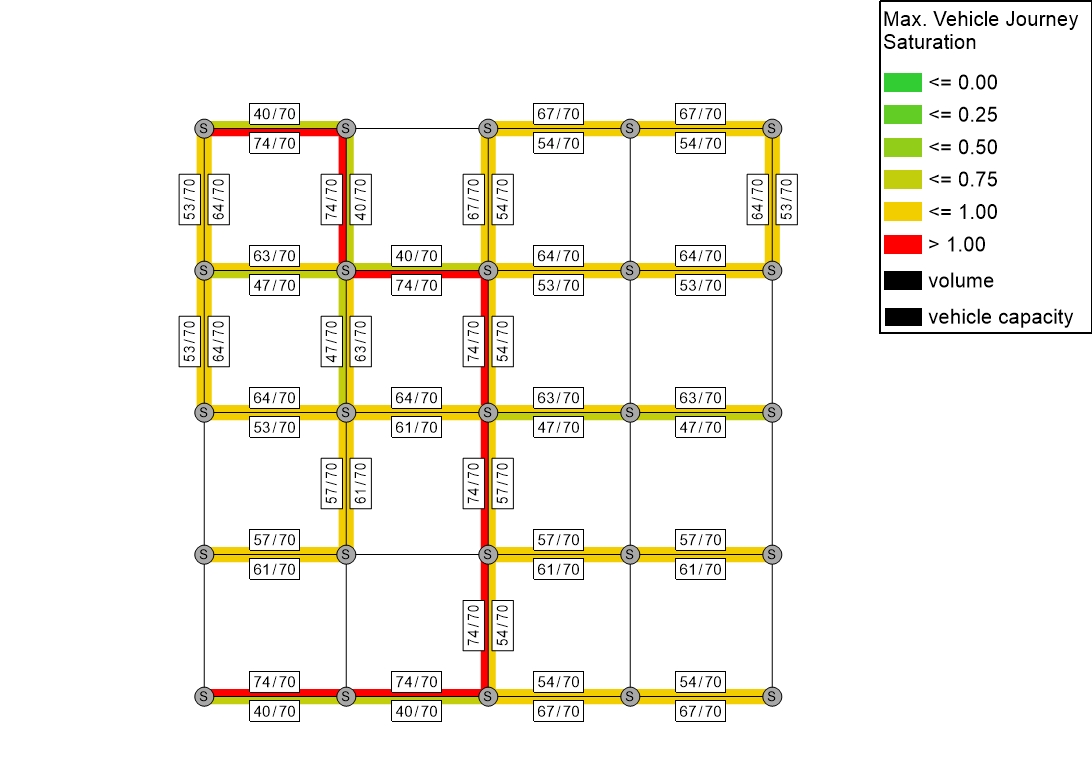 Max. Vehicle Journey
Saturation
<= 0.00
<= 0.25
<= 0.50
<= 0.75
<= 1.00
> 1.00
volume
vehicle capacity
40/70 67/70 67/70
S S S S S
74/70 54/70 54/70
53/70 64/70 74/70 40/70 67/70 54/70 64/70 53/70
63/70 40/70 64/70 64/70
S S S S S
47/70 74/70 53/70 53/70
53/70 64/70 47/70 63/70 74/70 54/70
64/70 64/70 63/70 63/70
S S S S S
53/70 61/70 47/70 47/70
57/70 61/70 74/70 57/70
57/70 57/70 57/70
S S S S S
61/70 61/70 61/70
74/70 54/70
74/70 74/70 54/70 54/70
S S S S S
40/70 40/70 67/70 67/70